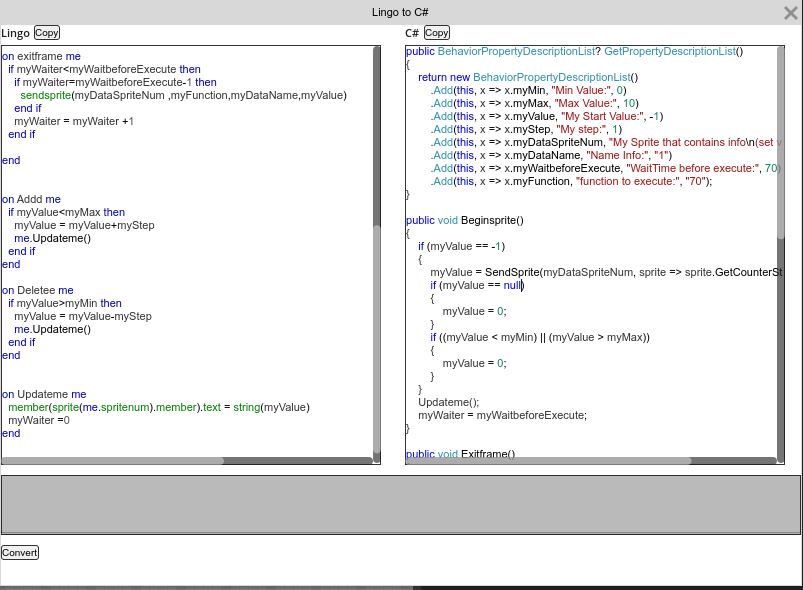 Lingo to C#
Lingo Copy
on exitframe me
if myWaiter<myWaitbeforeExecute then
if myWaiter=myWaitbeforeExecute-1 then
sendsprite(myDataSpriteNum ,myFunction,myDataName,myValue)
end if
myWaiter = myWaiter +1
end if
end
on Addd me
if myValue<myMax then
myValue = myValue+myStep
me.Updateme()
end if
end
on Deletee me
if myValue>myMin then
myValue = myValue-myStep
me.Updateme()
end if
end
on Updateme me
member(sprite(me.spritenum).member).text = string(myValue)
myWaiter =0
end
C# Copy
public BehaviorPropertyDescriptionList? GetPropertyDescriptionList()
{
return new BehaviorPropertyDescriptionList()
.Add(this, x => x.myMin, "Min Value:", 0)
.Add(this, x => x.myMax, "Max Value:", 10)
.Add(this, x => x.myValue, "My Start Value:", -1)
.Add(this, x => x.myStep, "My step:", 1)
.Add(this, x => x.myDataSpriteNum, "My Sprite that contains info\n(set v
.Add(this, x => x.myDataName, "Name Info:", "1")
.Add(this, x => x.myWaitbeforeExecute, "WaitTime before execute:", 70)
.Add(this, x => x.myFunction, "function to execute:", "70");
}
public void Beginsprite()
{
if (myValue == -1)
{
myValue = SendSprite(myDataSpriteNum, sprite => sprite.GetCounterSt
if (myValue == null)
{
myValue = 0;
}
if ((myValue < myMin) || (myValue > myMax))
{
myValue = 0;
}
}
Updateme();
myWaiter = myWaitbeforeExecute;
}
public void Exitframe()
Convert